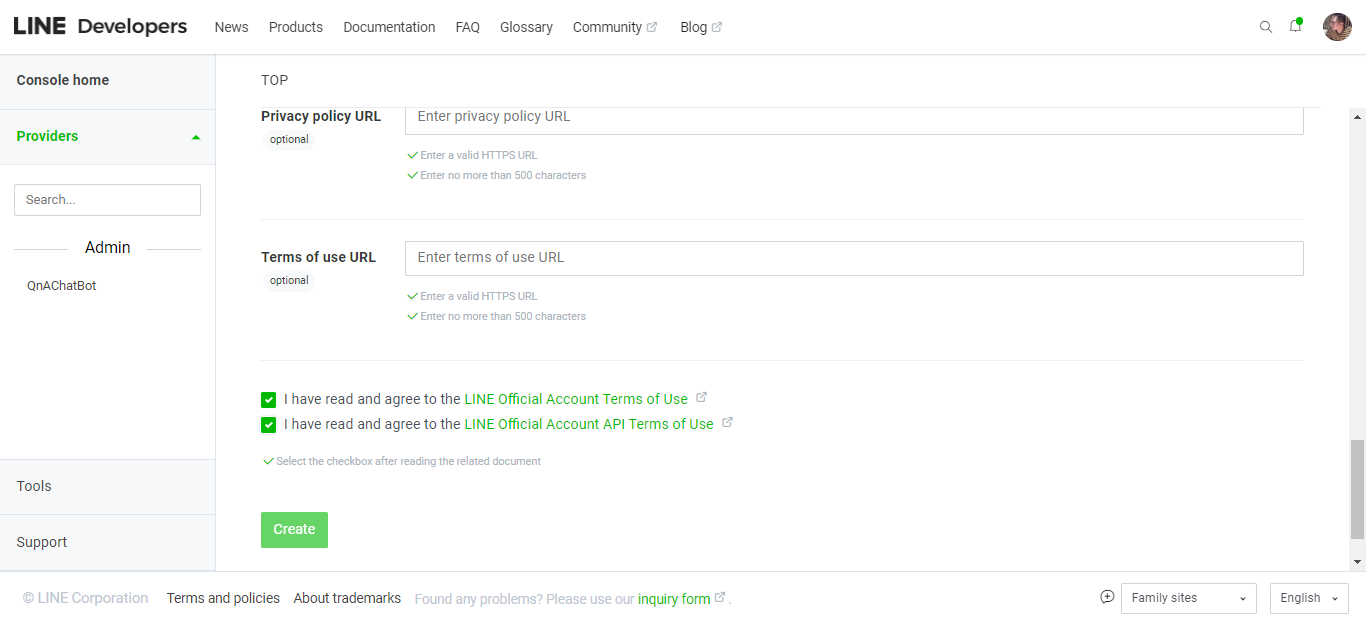 LINE Developers News Products Documentation FAQ Glossary Community Blog
Console home
Providers
Search...
Admin
QnAChatBot
Tools
Support
TOP
Privacy policy URL
optional
Enter privacy policy URL
Enter a valid HTTPS URL
Enter no more than 500 characters
Terms of use URL
optional
Enter terms of use URL
Enter a valid HTTPS URL
Enter no more than 500 characters
I have read and agree to the LINE Official Account Terms of Use
I have read and agree to the LINE Official Account API Terms of Use
Select the checkbox after reading the related document
Create
© LINE Corporation Terms and policies About trademarks Found any problems? Please use our inquiry form . Family sites English